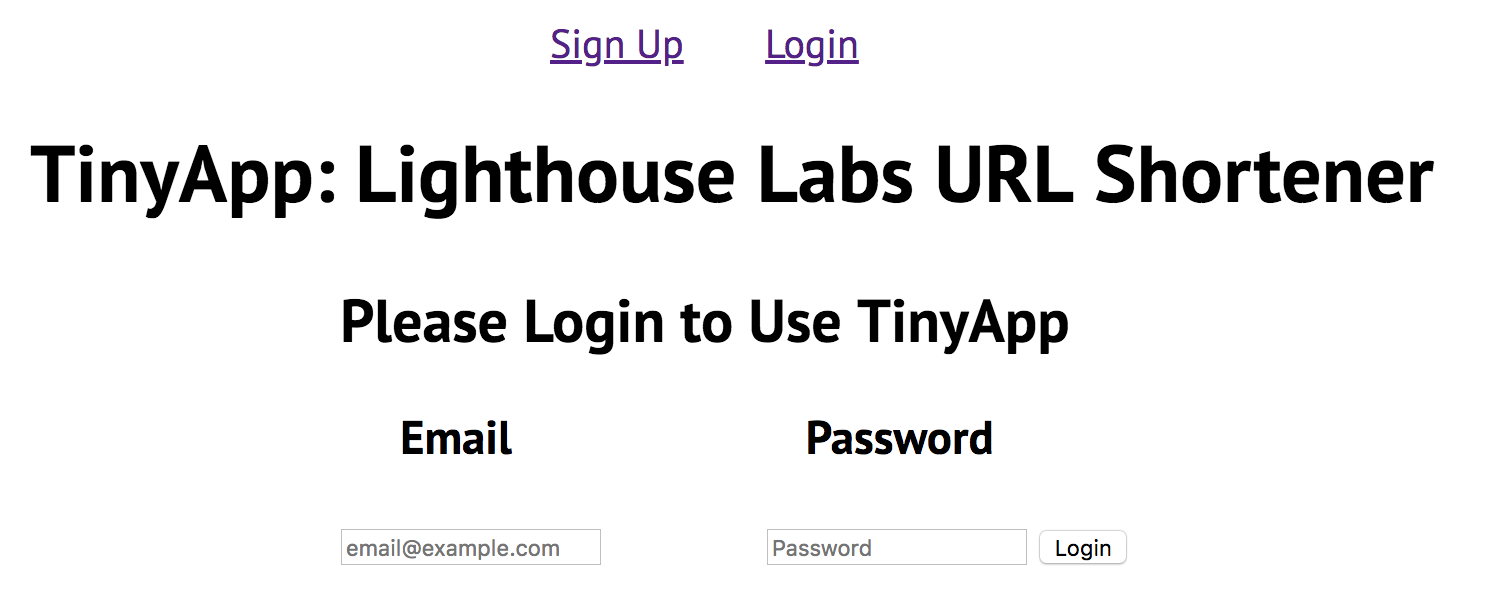 Sign Up Login
TinyApp: Lighthouse Labs URL Shortener
Please Login to Use TinyApp
Email Password
email@example.com Password Login